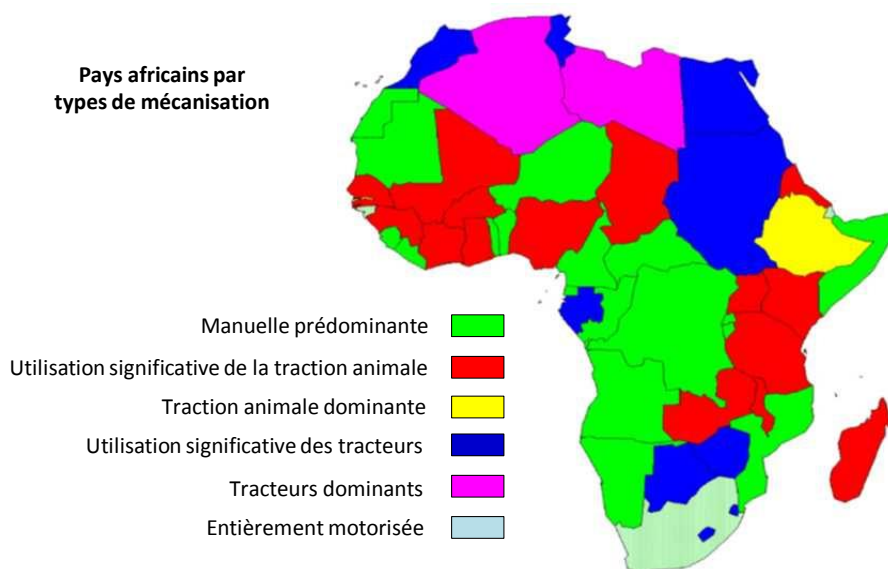 Pays africains par
types de mécanisation
Manuelle prédominante
Utilisation significative de la traction animale
Traction animale dominante
Utilisation significative des tracteurs
Tracteurs dominants
Entièrement motorisée